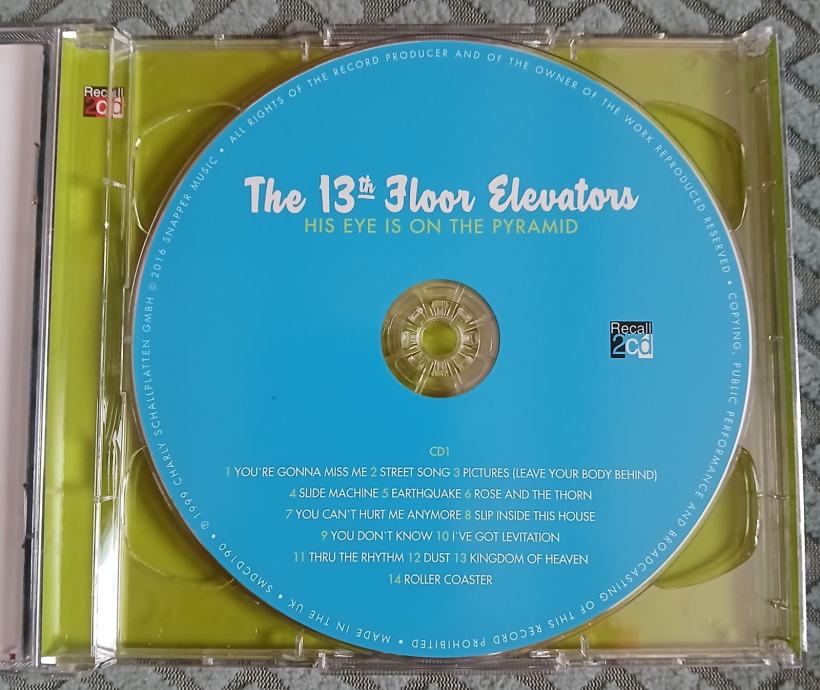 Recall
2cd
The 13th Floor Elevators
HIS EYE IS ON THE PYRAMID
Recall
2cd
CD1
1 YOU'RE GONNA MISS ME 2 STREET SONG 3 PICTURES (LEAVE YOUR BODY BEHIND)
4 SLIDE MACHINE 5 EARTHQUAKE 6 ROSE AND THE THORN
7 YOU CAN'T HURT ME ANYMORE 8 SLIP INSIDE THIS HOUSE
9 YOU DON'T KNOW 10 I'VE GOT LEVITATION
11 THRU THE RHYTHM 12 DUST 13 KINGDOM OF HEAVEN
14 ROLLER COASTER
℗ 1999 CHARLY SCHALLPLATTEN GMBH © 2016 SNAPPER MUSIC • ALL RIGHTS OF THE RECORD PRODUCER AND OF THE OWNER OF THE WORK REPRODUCED RESERVED • COPYING, PUBLIC PERFORMANCE AND BROADCASTING OF THIS RECORD PROHIBITED • MADE IN THE UK • SMDCD190 •